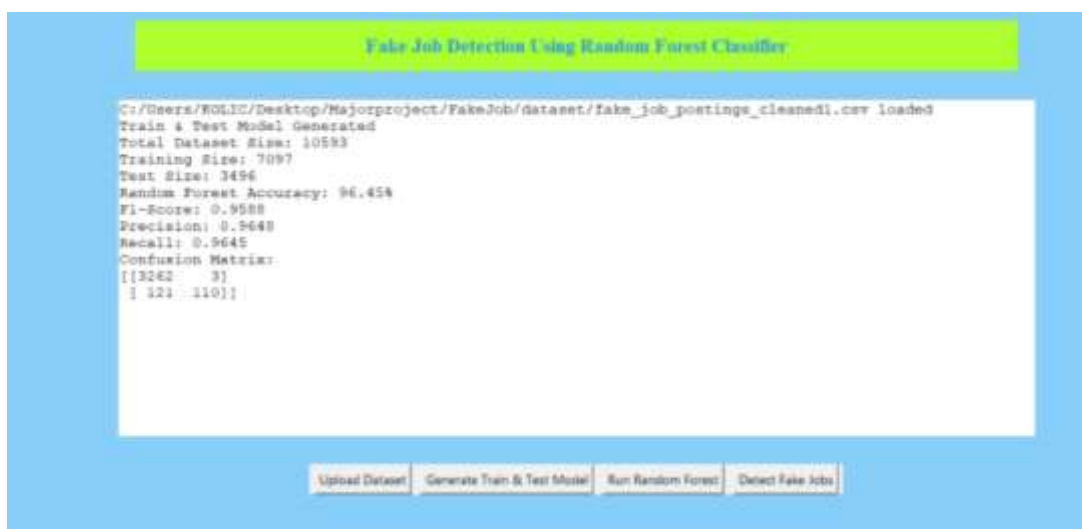 Fake Job Detection Using Random Forest Classifier
C:/Users/KOLIC/Desktop/Majorproject/FakeJob/dataset/fake_job_postings_cleaned1.csv loaded
Train & Test Model Generated
Total Dataset Size: 10593
Training Size: 7097
Test Size: 3496
Random Forest Accuracy: 96.45%
F1-Score: 0.9588
Precision: 0.9648
Recall: 0.9645
Confusion Matrix:
[[3262    3]
 [ 121  110]]
Upload Dataset Generate Train & Test Model Run Random Forest Detect Fake Jobs